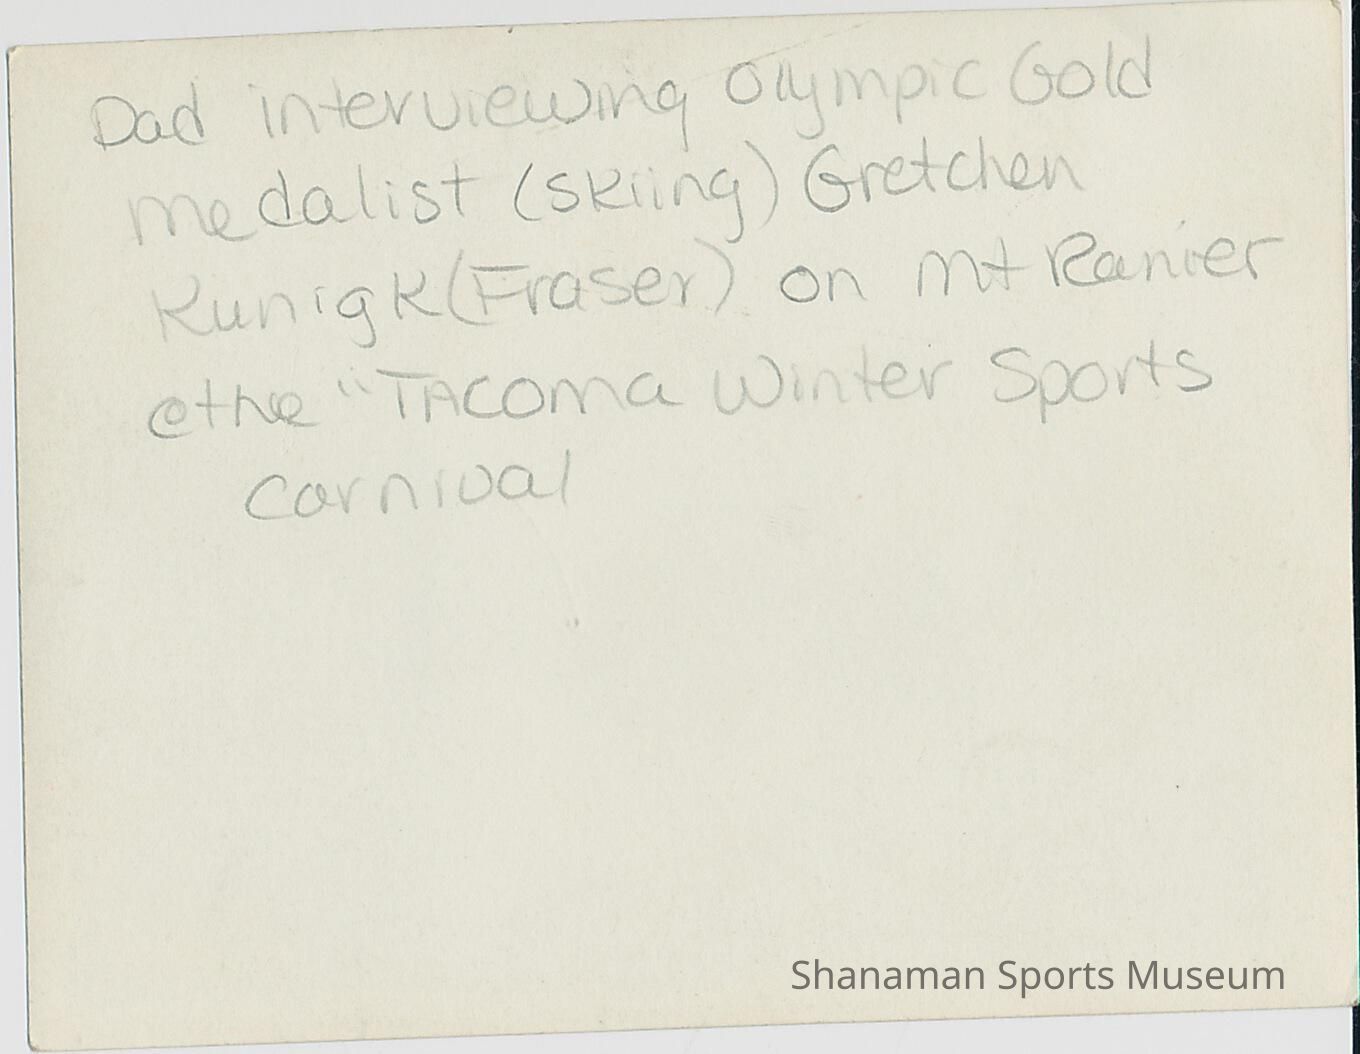 Dad interviewing Olympic Gold
medalist (skiing) Gretchen
Kunigk (Fraser) on Mt Ranier
@the "TACOMA Winter Sports
Carnival
Shanaman Sports Museum